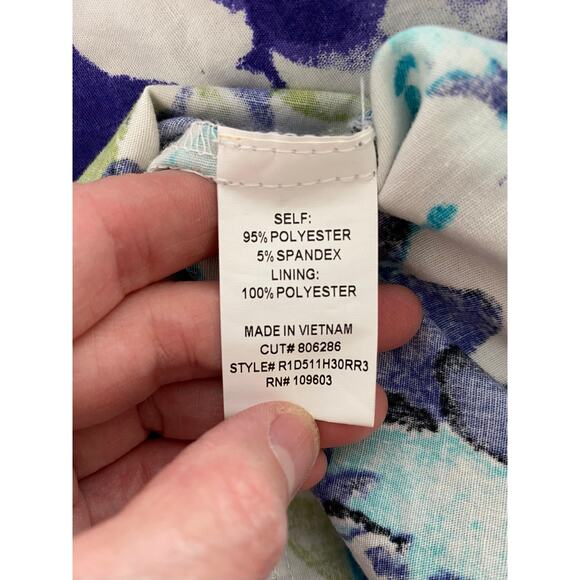 SELF:
95% POLYESTER
5% SPANDEX
LINING:
100% POLYESTER
MADE IN VIETNAM
CUT# 806286
STYLE# R1D511H30RR3
RN# 109603